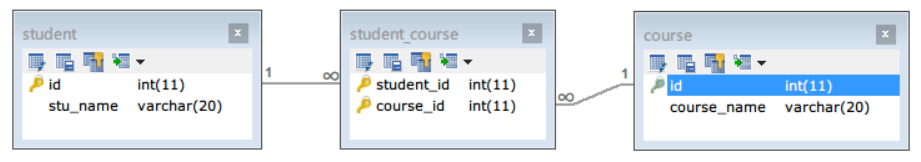 student x
id int(11)
stu_name varchar(20)
1 ∞
student_course x
student_id int(11)
course_id int(11)
∞ 1
course x
id int(11)
course_name varchar(20)